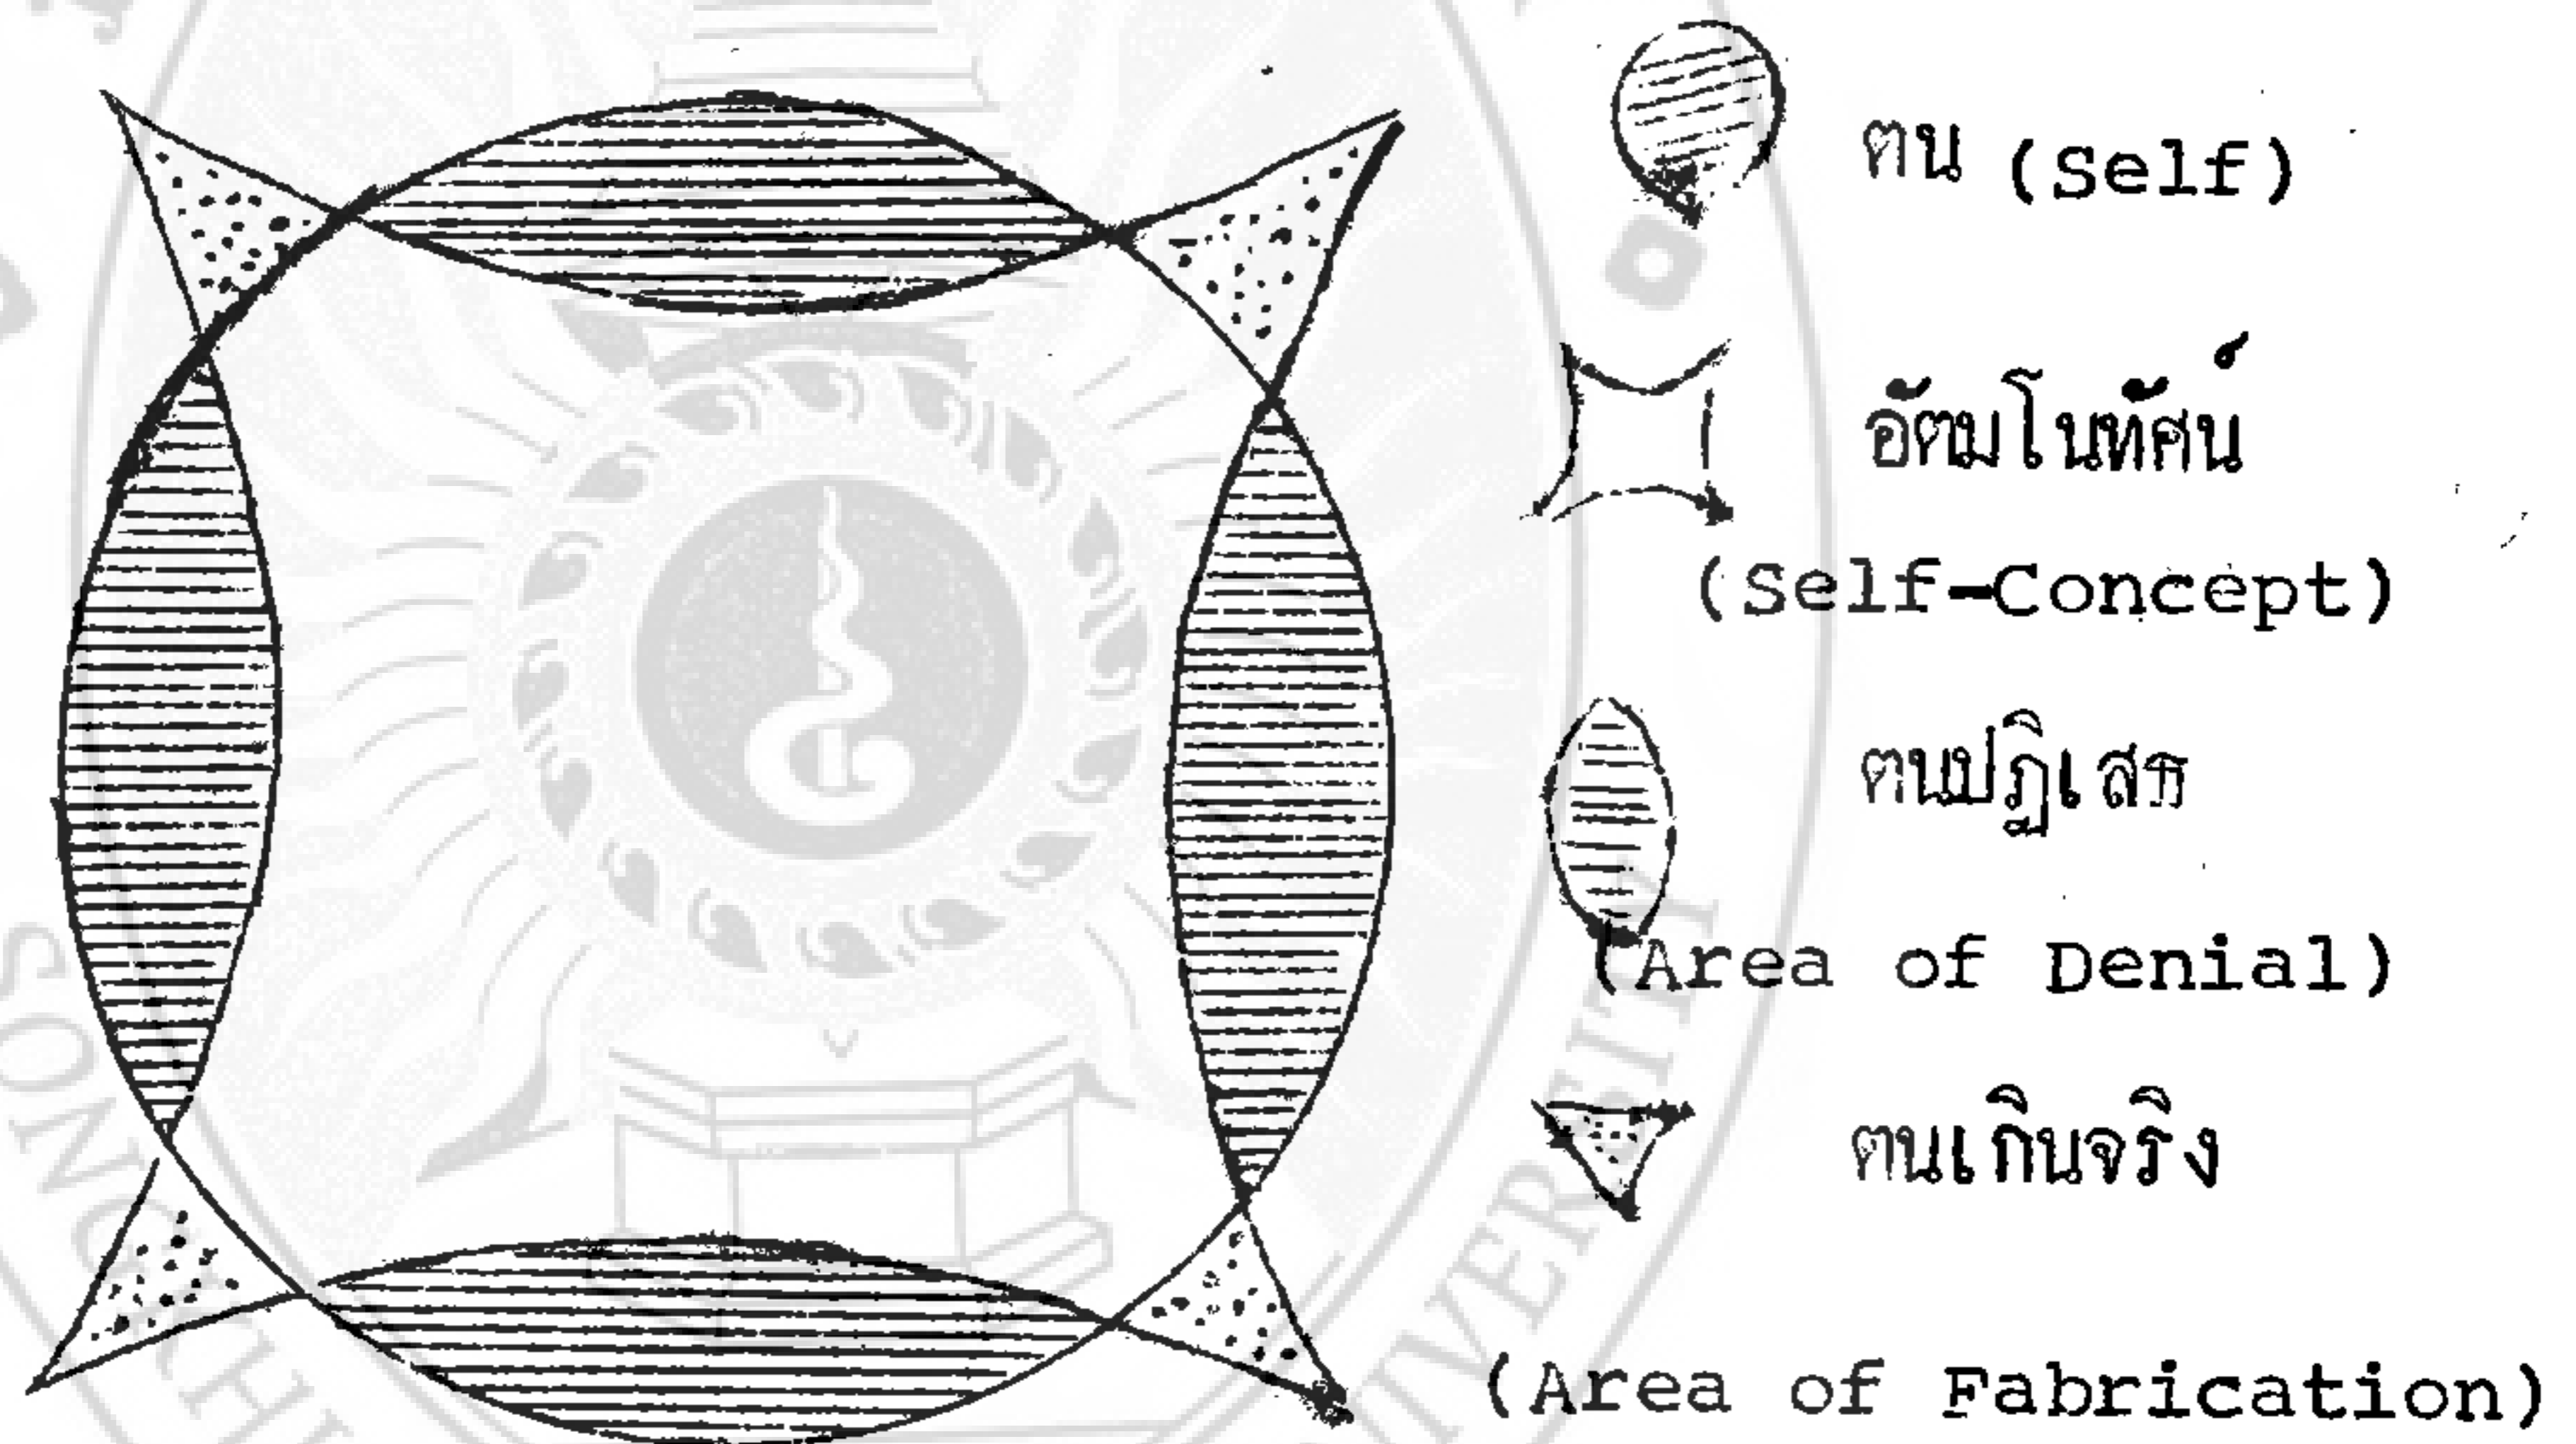 ตน (Self)
อัตมโนทัศน์
(Self-Concept)
ตนปฏิเสธ
(Area of Denial)
ตนเกินจริง
(Area of Fabrication)